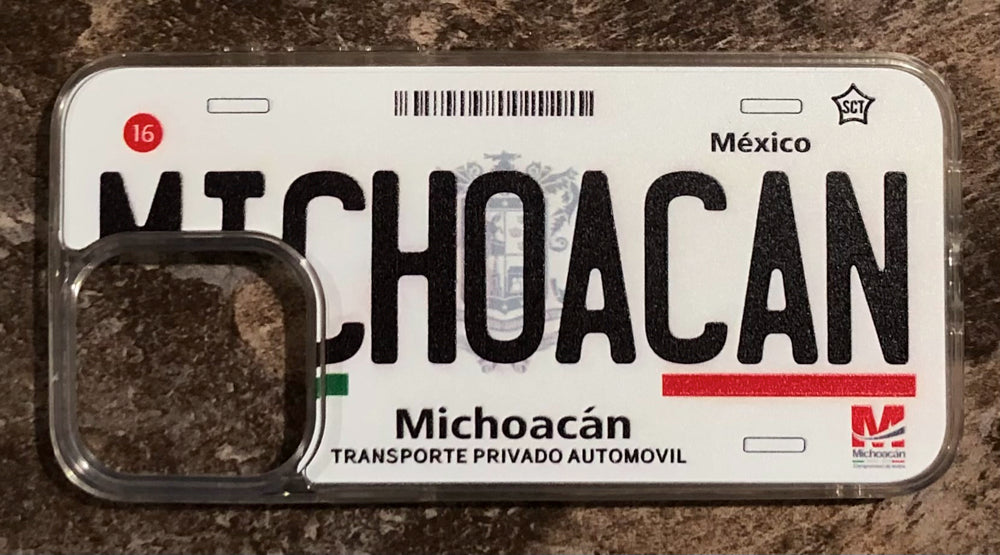 SCT
16
México
MICHOACAN
Michoacán
TRANSPORTE PRIVADO AUTOMOVIL
M
Michoacán